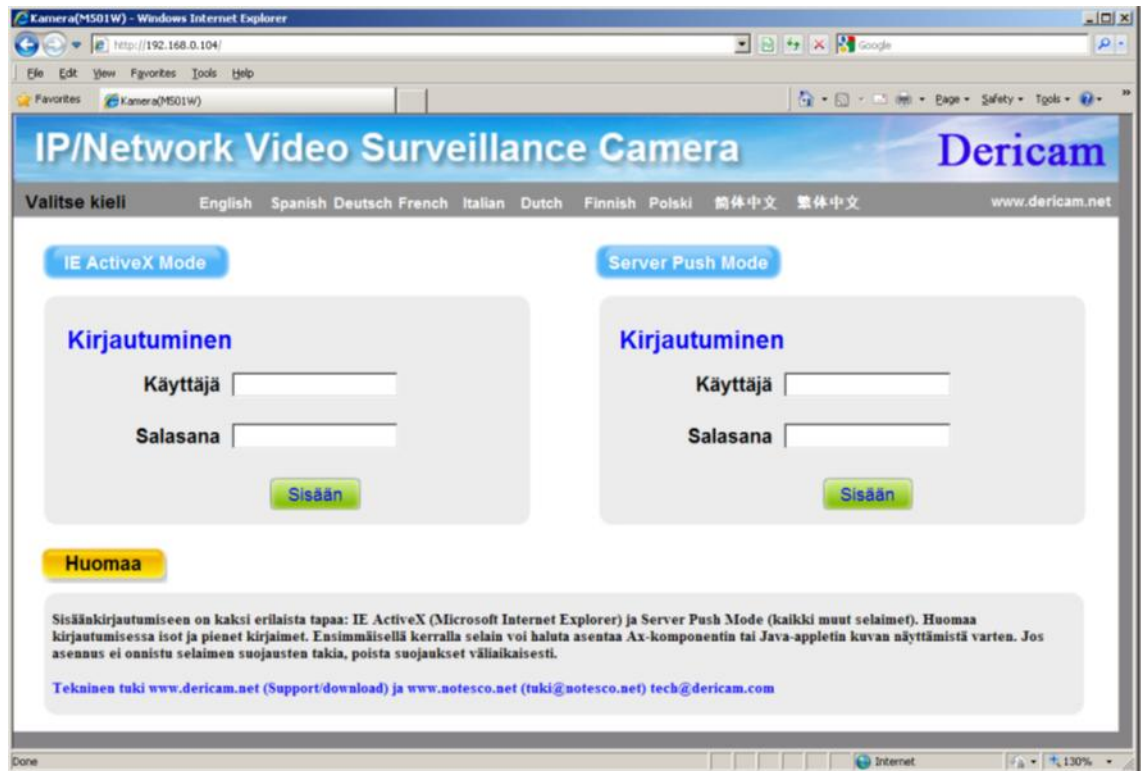 Kamera(M501W) - Windows Internet Explorer
http://192.168.0.104/
Google
File Edit View Favorites Tools Help
Favorites Kamera(M501W)
Page Safety Tools
IP/Network Video Surveillance Camera
Dericam
Valitse kieli English Spanish Deutsch French Italian Dutch Finnish Polski 简体中文 繁体中文 www.dericam.net
IE ActiveX Mode
Kirjautuminen
Käyttäjä
Salasana
Sisään
Server Push Mode
Kirjautuminen
Käyttäjä
Salasana
Sisään
Huomaa
Sisäänkirjautumiseen on kaksi erilaista tapaa: IE ActiveX (Microsoft Internet Explorer) ja Server Push Mode (kaikki muut selaimet). Huomaa
kirjautumisessa isot ja pienet kirjaimet. Ensimmäisellä kerralla selain voi haluta asentaa Ax-komponentin tai Java-appletin kuvan näyttämistä varten. Jos
asennus ei onnistu selaimen suojausten takia, poista suojaukset väliaikaisesti.
Tekninen tuki www.dericam.net (Support/download) ja www.notesco.net (tuki@notesco.net) tech@dericam.com
Done Internet 130%